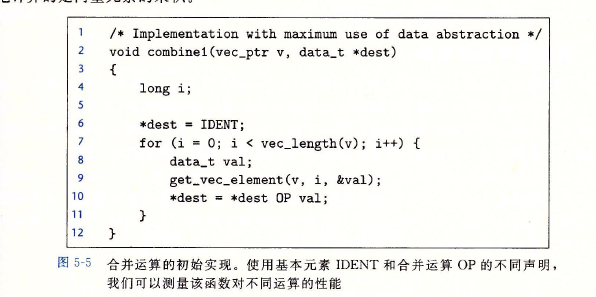 1 /* Implementation with maximum use of data abstraction */
2 void combine1(vec_ptr v, data_t *dest)
3 {
4     long i;
5
6     *dest = IDENT;
7     for (i = 0; i < vec_length(v); i++) {
8         data_t val;
9         get_vec_element(v, i, &val);
10         *dest = *dest OP val;
11     }
12 }
图 5-5 合并运算的初始实现。使用基本元素 IDENT 和合并运算 OP 的不同声明，
我们可以测量该函数对不同运算的性能